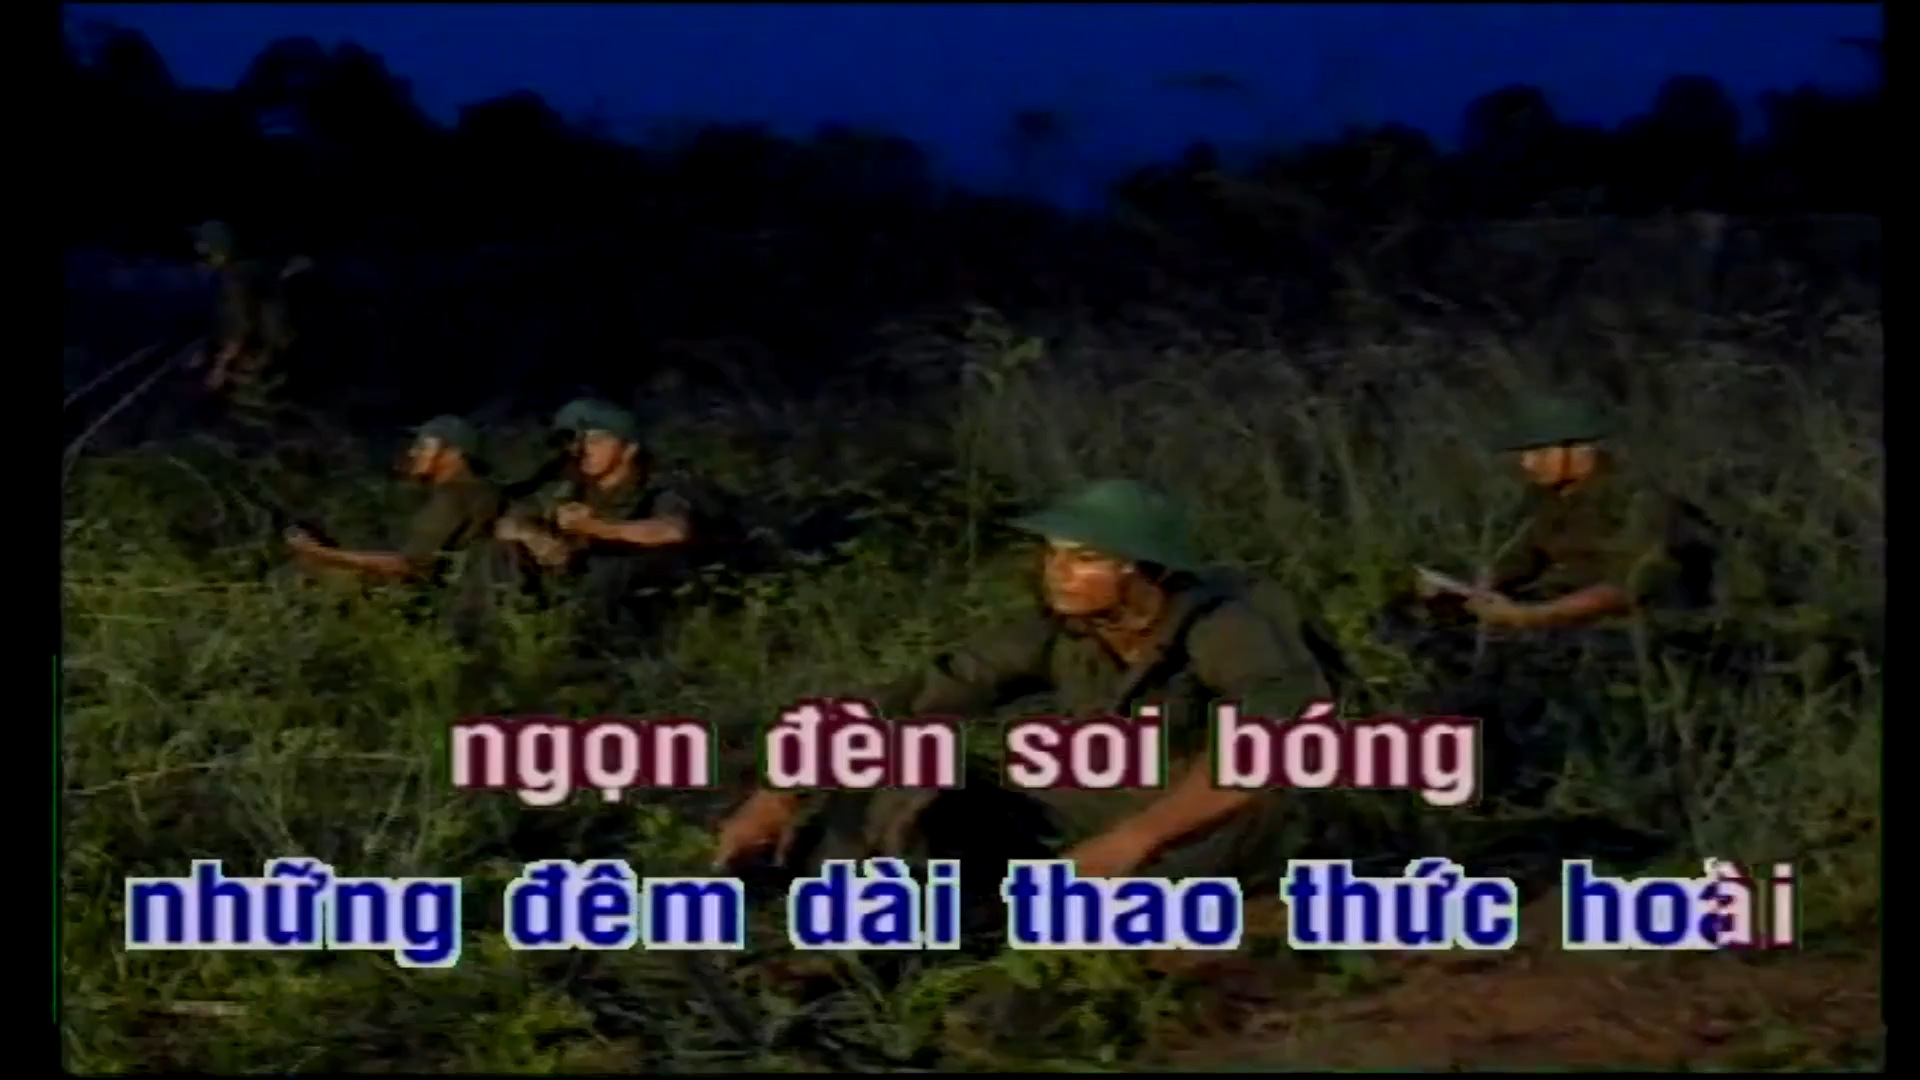 ngọn đèn soi bóng
những đêm dài thao thức hoài